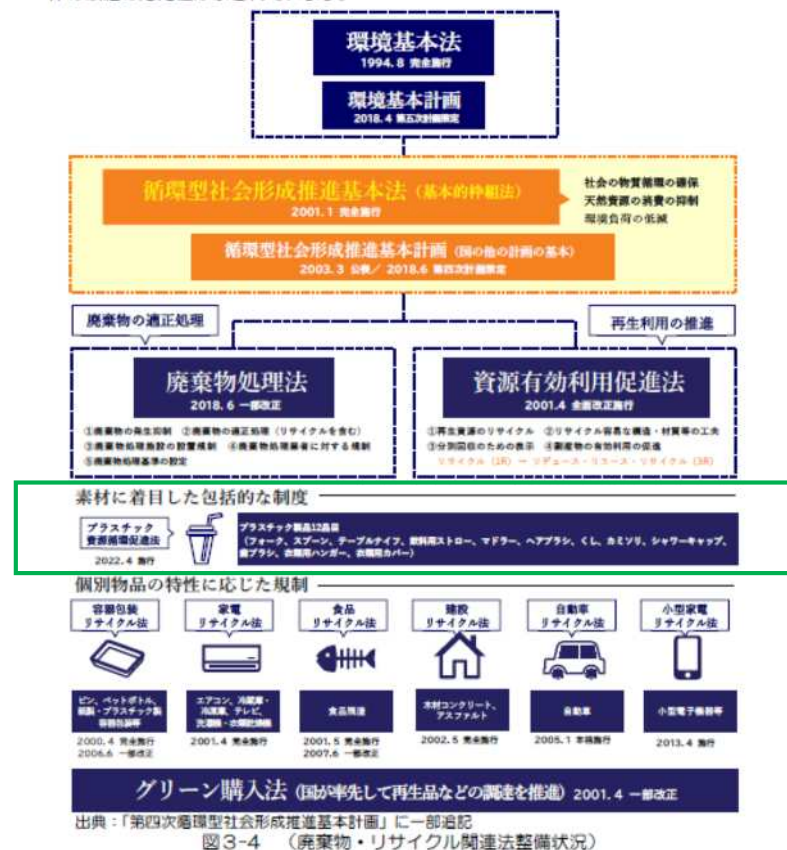 環境基本法
1994.8 完全施行
環境基本計画
2018.4 第五次計画策定
循環型社会形成推進基本法（基本的枠組法）
2001.1 完全施行
社会の物質循環の確保
天然資源の消費の抑制
環境負荷の低減
循環型社会形成推進基本計画（国の他の計画の基本）
2003.3 公表／ 2018.6 第四次計画策定
廃棄物の適正処理
再生利用の推進
廃棄物処理法
2018.6 一部改正
①廃棄物の発生抑制 ②廃棄物の適正処理（リサイクルを含む）
③廃棄物処理施設の設置規制 ④廃棄物処理業者に対する規制
⑤廃棄物処理基準の設定
資源有効利用促進法
2001.4 全面改正施行
①再生資源のリサイクル ②リサイクル容易な構造・材質等の工夫
③分別回収のための表示 ④副産物の有効利用の促進
リサイクル（1R）→ リデュース・リユース・リサイクル（3R）
素材に着目した包括的な制度
プラスチック
資源循環促進法
2022.4 施行
プラスチック製品12品目
（フォーク、スプーン、テーブルナイフ、飲料用ストロー、マドラー、ヘアブラシ、くし、カミソリ、シャワーキャップ、
歯ブラシ、衣類用ハンガー、衣類用カバー）
個別物品の特性に応じた規制
容器包装
リサイクル法
家電
リサイクル法
食品
リサイクル法
建設
リサイクル法
自動車
リサイクル法
小型家電
リサイクル法
ビン、ペットボトル、
紙製・プラスチック製
容器包装等
エアコン、冷蔵庫・
冷凍庫、テレビ、
洗濯機・衣類乾燥機
食品残渣
木材コンクリート、
アスファルト
自動車
小型電子機器等
2000.4 完全施行
2006.6 一部改正
2001.4 完全施行
2001.5 完全施行
2007.6 一部改正
2002.5 完全施行
2005.1 本格施行
2013.4 施行
グリーン購入法（国が率先して再生品などの調達を推進）2001.4 一部改正
出典：「第四次循環型社会形成推進基本計画」に一部追記
図3-4 （廃棄物・リサイクル関連法整備状況）